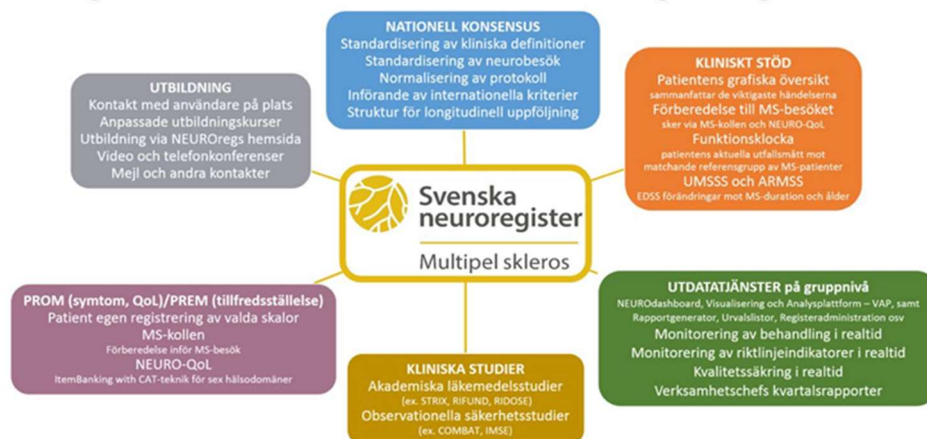 NATIONELL KONSENSUS
Standardisering av kliniska definitioner
Standardisering av neurobesök
Normalisering av protokoll
Införande av internationella kriterier
Struktur för longitudinell uppföljning
UTBILDNING
Kontakt med användare på plats
Anpassade utbildningskurser
Utbildning via NEUROregs hemsida
Video och telefonkonferenser
Mejl och andra kontakter
KLINISKT STÖD
Patientens grafiska översikt
sammanfattar de viktigaste händelserna
Förberedelse till MS-besöket
sker via MS-kollen och NEURO-QoL
Funktionsklocka
patientens aktuella utfallsmått mot
matchande referensgrupp av MS-patienter
UMSSS och ARMSS
EDSS förändringar mot MS-duration och ålder
Svenska
neuroregister
Multipel skleros
PROM (symtom, QoL)/PREM (tillfredsställelse)
Patient egen registrering av valda skalor
MS-kollen
Förberedelse inför MS-besök
NEURO-QoL
ItemBanking with CAT-teknik för sex hälsodomäner
KLINISKA STUDIER
Akademiska läkemedelsstudier
(ex. STRIX, RIFUND, RIDOSE)
Observationella säkerhetsstudier
(ex. COMBAT, IMSE)
UTDATATJÄNSTER på gruppnivå
NEUROdashboard, Visualisering och Analysplattform – VAP, samt
Rapportgenerator, Urvalslistor, Registeradministration osv
Monitorering av behandling i realtid
Monitorering av riktlinjeindikatorer i realtid
Kvalitetssäkring i realtid
Verksamhetschefs kvartalsrapporter